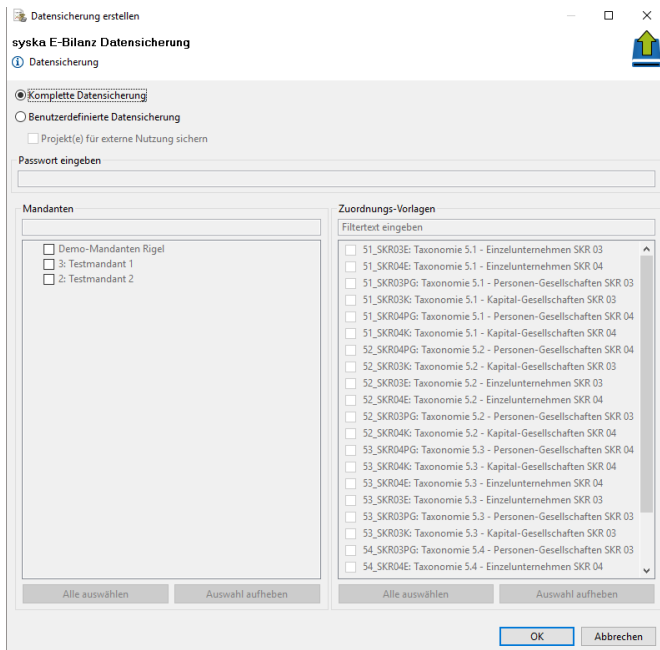 Datensicherung erstellen
syska E-Bilanz Datensicherung
Datensicherung
Komplette Datensicherung
Benutzerdefinierte Datensicherung
Projekt(e) für externe Nutzung sichern
Passwort eingeben
Mandanten
Demo-Mandanten Rigel
3: Testmandant 1
2: Testmandant 2
Alle auswählen
Auswahl aufheben
Zuordnungs-Vorlagen
Filtertext eingeben
51_SKR03E: Taxonomie 5.1 - Einzelunternehmen SKR 03
51_SKR04E: Taxonomie 5.1 - Einzelunternehmen SKR 04
51_SKR03PG: Taxonomie 5.1 - Personen-Gesellschaften SKR 03
51_SKR03K: Taxonomie 5.1 - Kapital-Gesellschaften SKR 03
51_SKR04PG: Taxonomie 5.1 - Personen-Gesellschaften SKR 04
51_SKR04K: Taxonomie 5.1 - Kapital-Gesellschaften SKR 04
52_SKR04PG: Taxonomie 5.2 - Personen-Gesellschaften SKR 04
52_SKR03K: Taxonomie 5.2 - Kapital-Gesellschaften SKR 03
52_SKR03E: Taxonomie 5.2 - Einzelunternehmen SKR 03
52_SKR04E: Taxonomie 5.2 - Einzelunternehmen SKR 04
52_SKR03PG: Taxonomie 5.2 - Personen-Gesellschaften SKR 03
52_SKR04K: Taxonomie 5.2 - Kapital-Gesellschaften SKR 04
53_SKR04PG: Taxonomie 5.3 - Personen-Gesellschaften SKR 04
53_SKR04K: Taxonomie 5.3 - Kapital-Gesellschaften SKR 04
53_SKR04E: Taxonomie 5.3 - Einzelunternehmen SKR 04
53_SKR03E: Taxonomie 5.3 - Einzelunternehmen SKR 03
53_SKR03PG: Taxonomie 5.3 - Personen-Gesellschaften SKR 03
53_SKR03K: Taxonomie 5.3 - Kapital-Gesellschaften SKR 03
54_SKR03PG: Taxonomie 5.4 - Personen-Gesellschaften SKR 03
54_SKR04E: Taxonomie 5.4 - Einzelunternehmen SKR 04
Alle auswählen
Auswahl aufheben
OK
Abbrechen